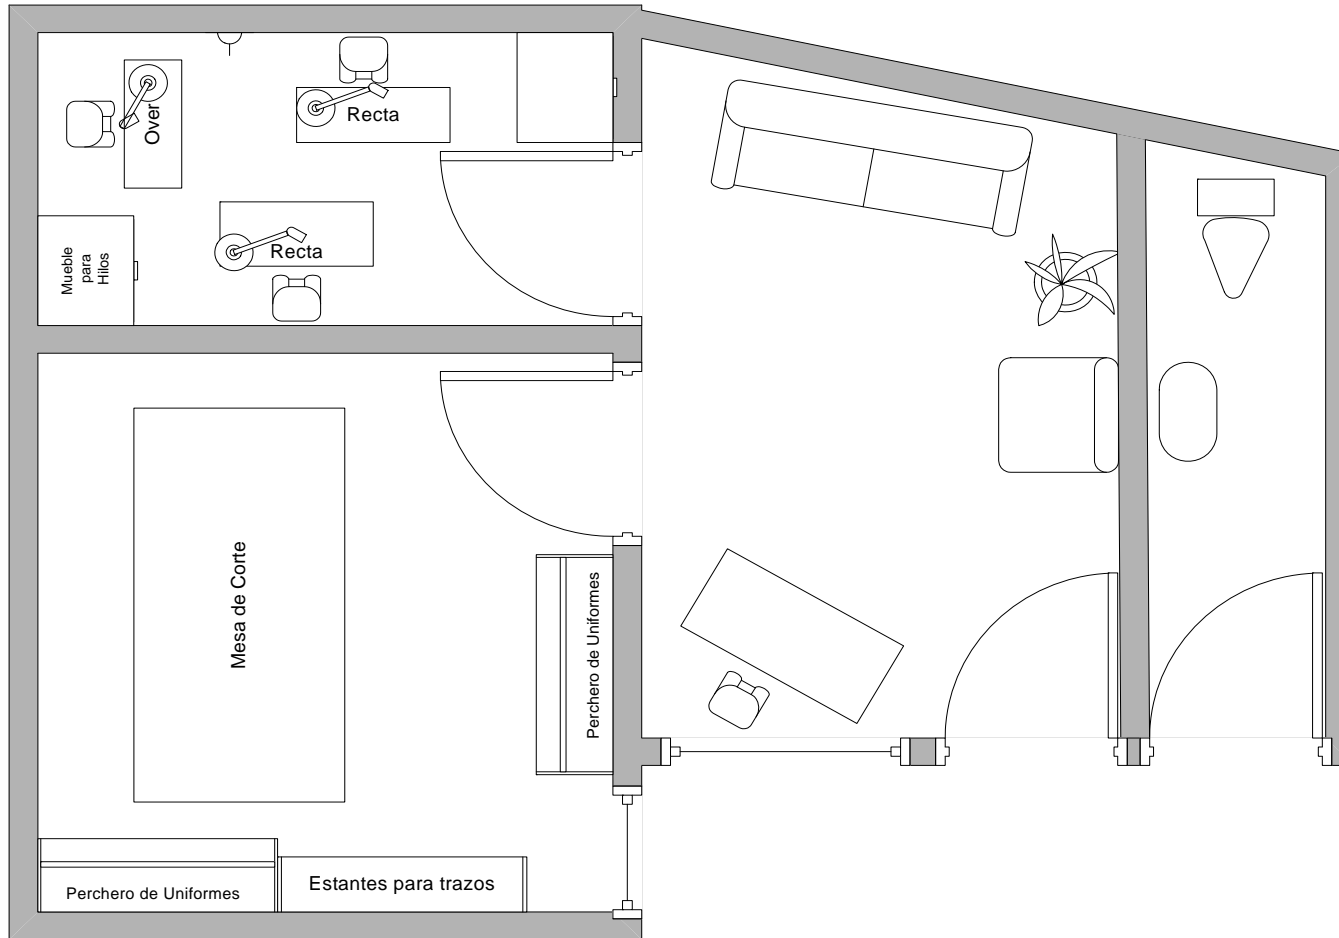 Over
Recta
Recta
Mueble
para
Hilos
Mesa de Corte
Perchero de Uniformes
Perchero de Uniformes
Estantes para trazos